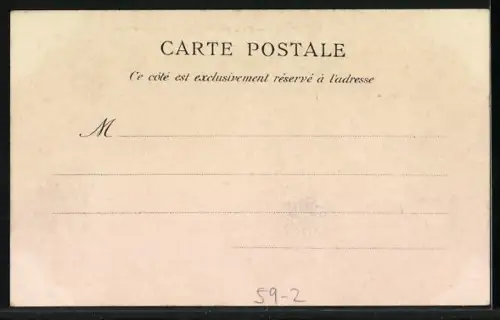 CARTE POSTALE
Ce côté est exclusivement réservé à l'adresse
M
59-2